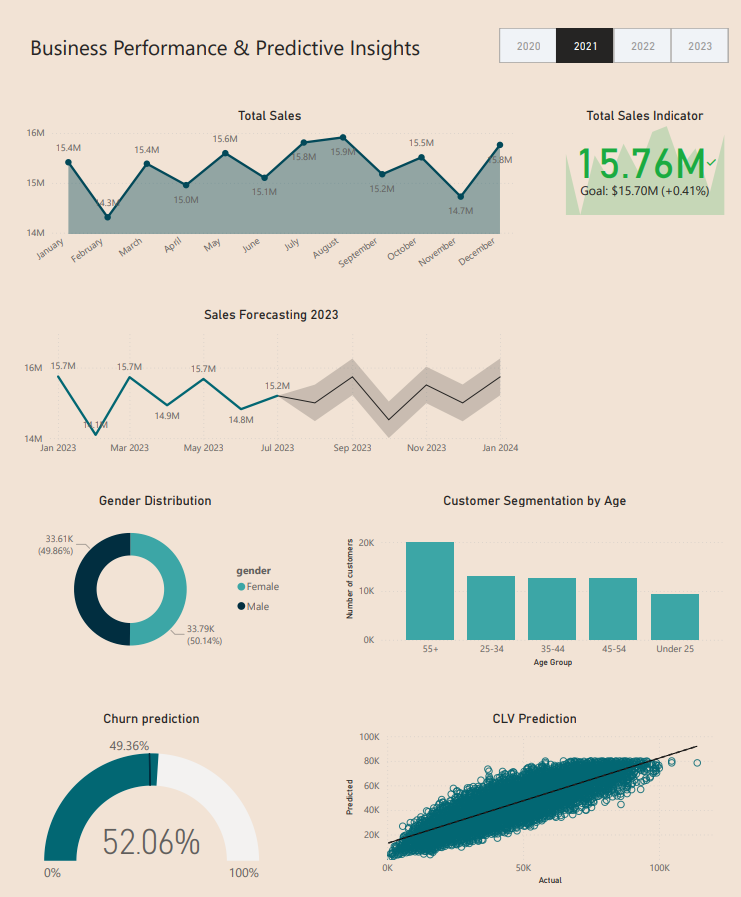 Business Performance & Predictive Insights
2020 2021 2022 2023
Total Sales
16M
15M
14M
15.4M
14.3M
15.4M
15.0M
15.6M
15.1M
15.8M
15.9M
15.2M
15.5M
14.7M
15.8M
January February March April May June July August September October November December
Total Sales Indicator
15.76M
Goal: $15.70M (+0.41%)
Sales Forecasting 2023
16M
14M
15.7M
14.1M
15.7M
14.9M
15.7M
14.8M
15.2M
Jan 2023 Mar 2023 May 2023 Jul 2023 Sep 2023 Nov 2023 Jan 2024
Gender Distribution
33.61K
(49.86%)
33.79K
(50.14%)
gender
Female
Male
Customer Segmentation by Age
Number of customers
20K
10K
0K
55+ 25-34 35-44 45-54 Under 25
Age Group
Churn prediction
49.36%
52.06%
0% 100%
CLV Prediction
Predicted
100K
80K
60K
40K
20K
0K 50K 100K
Actual